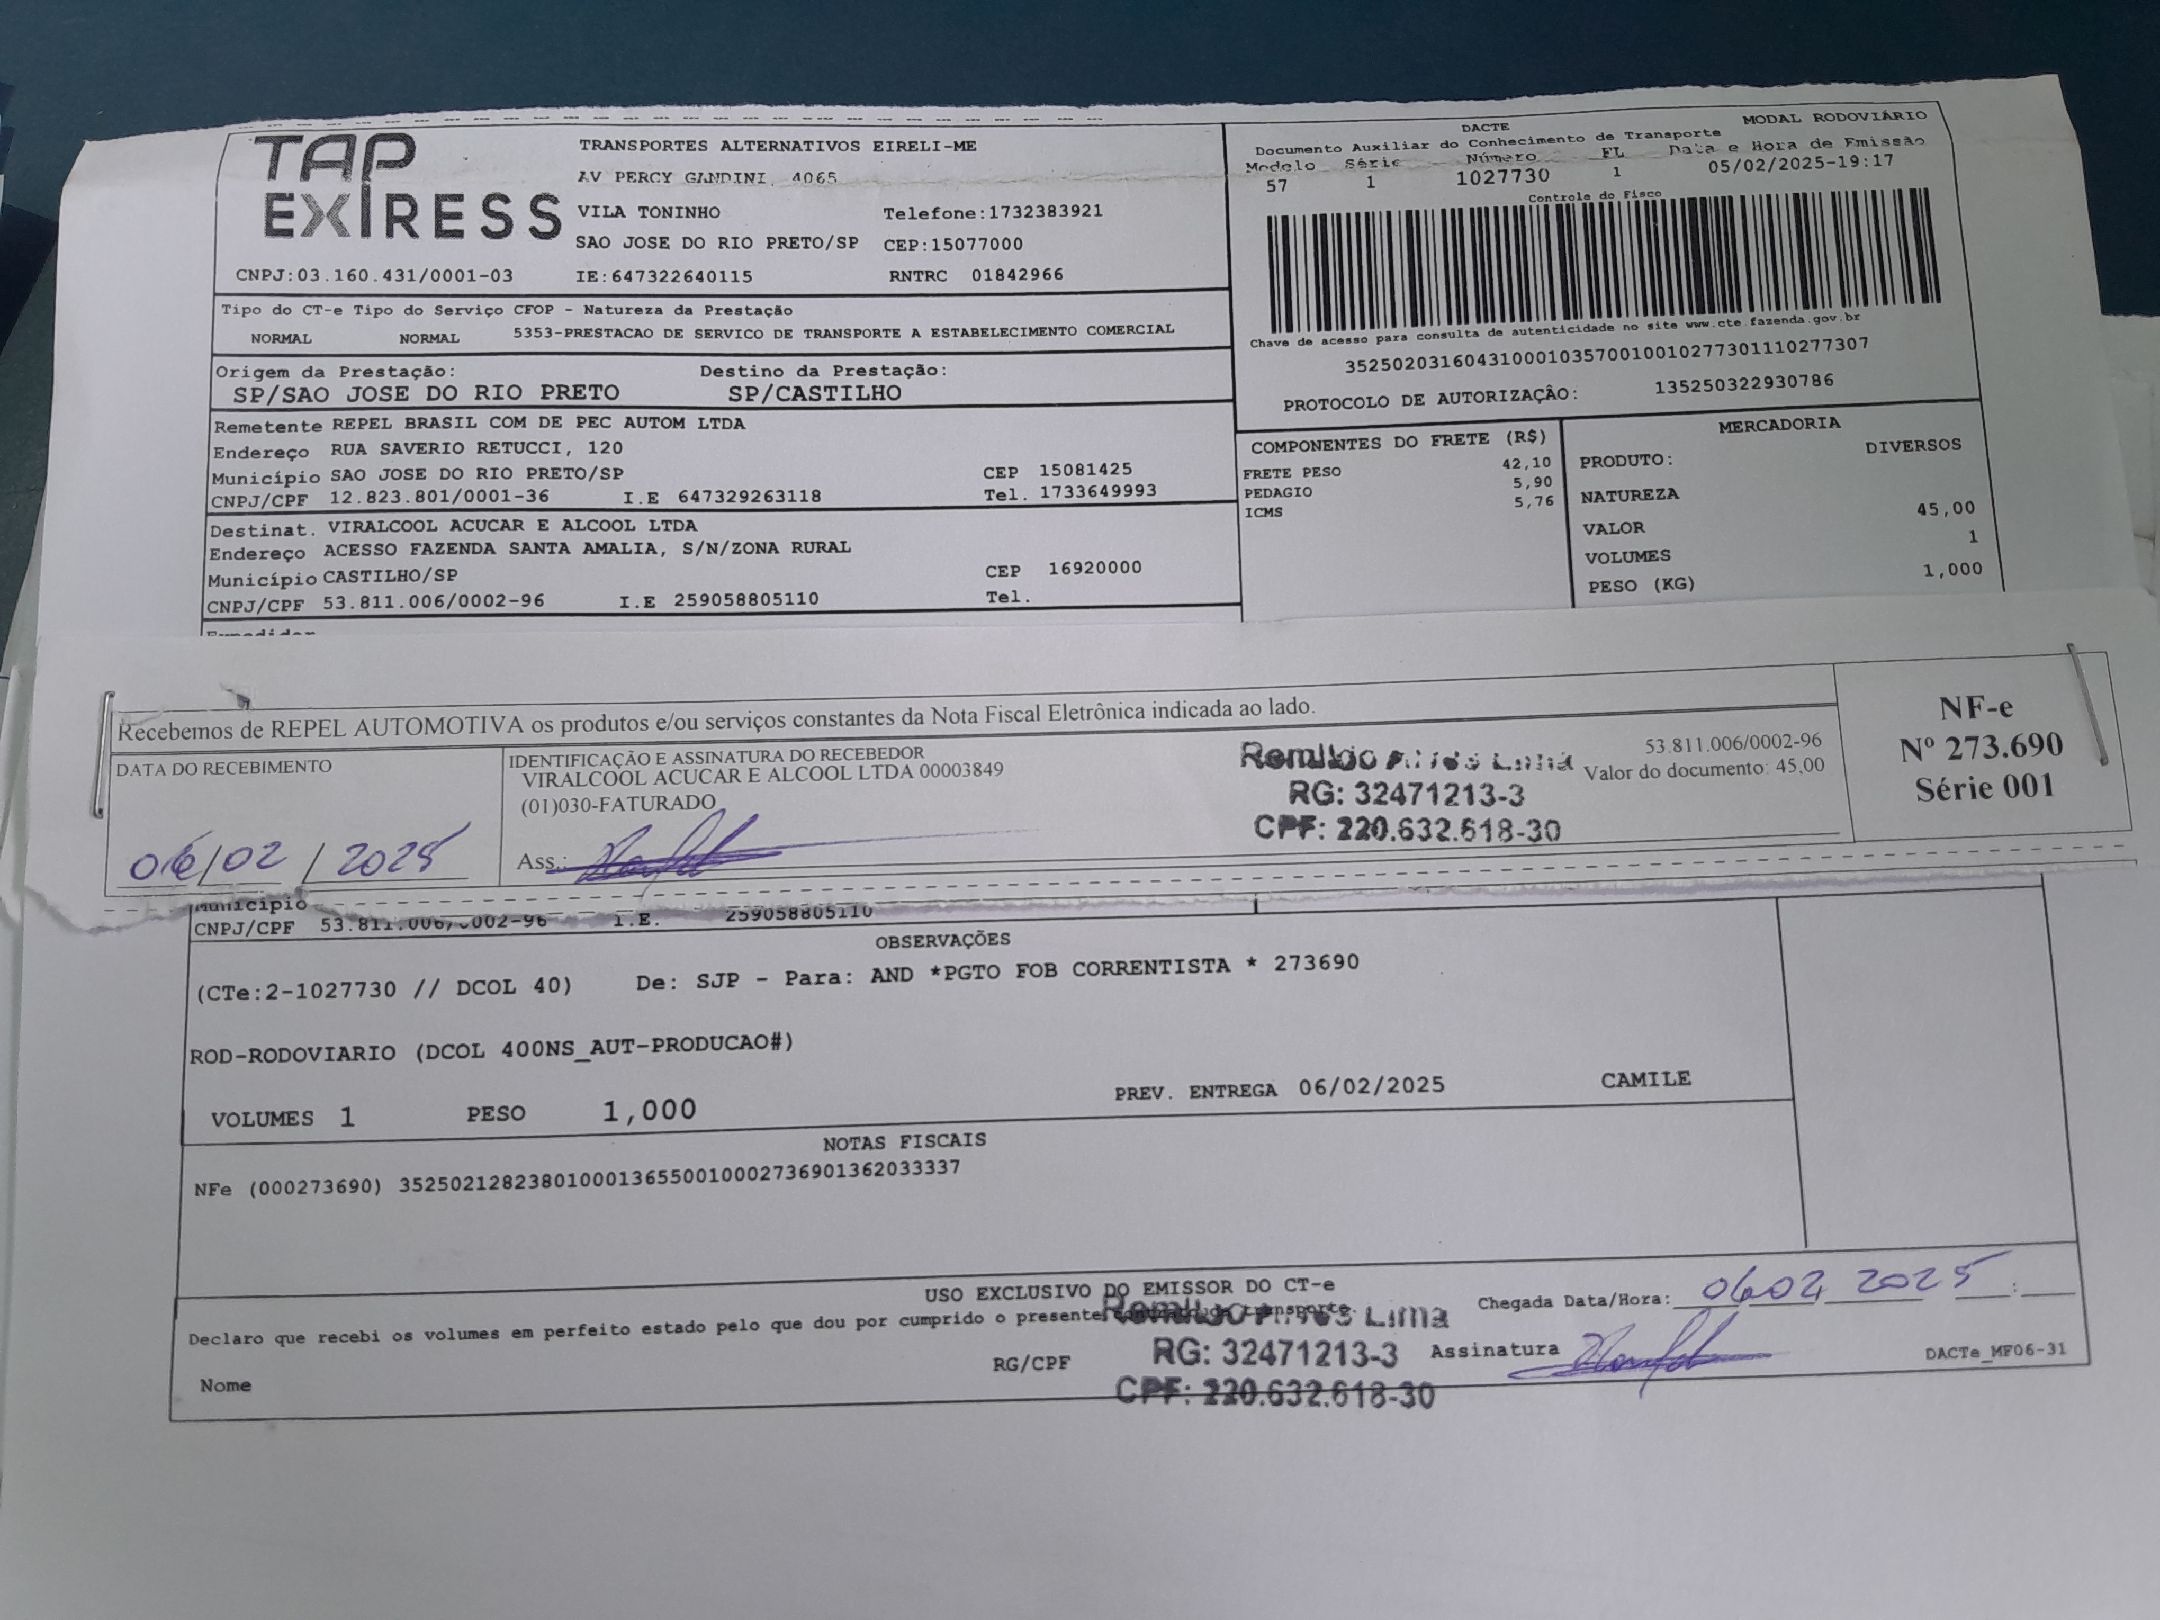 TAP
EXPRESS
TRANSPORTES ALTERNATIVOS EIRELI-ME
AV PERCY GANDINI, 4065
VILA TONINHO Telefone:1732383921
SAO JOSE DO RIO PRETO/SP CEP:15077000
CNPJ:03.160.431/0001-03 IE:647322640115 RNTRC 01842966
DACTE MODAL RODOVIÁRIO
Documento Auxiliar do Conhecimento de Transporte
Modelo Série Número FL Data e Hora de Emissão
57 1 1027730 1 05/02/2025-19:17
Controle do Fisco
Chave de acesso para consulta de autenticidade no site www.cte.fazenda.gov.br
35250203160431000103570010010277301110277307
PROTOCOLO DE AUTORIZAÇÂO: 135250322930786
Tipo do CT-e Tipo do Serviço CFOP - Natureza da Prestação
NORMAL NORMAL 5353-PRESTACAO DE SERVICO DE TRANSPORTE A ESTABELECIMENTO COMERCIAL
Origem da Prestação: Destino da Prestação:
SP/SAO JOSE DO RIO PRETO SP/CASTILHO
Remetente REPEL BRASIL COM DE PEC AUTOM LTDA
Endereço RUA SAVERIO RETUCCI, 120
Município SAO JOSE DO RIO PRETO/SP CEP 15081425
CNPJ/CPF 12.823.801/0001-36 I.E 647329263118 Tel. 1733649993
Destinat. VIRALCOOL ACUCAR E ALCOOL LTDA
Endereço ACESSO FAZENDA SANTA AMALIA, S/N/ZONA RURAL
Município CASTILHO/SP CEP 16920000
CNPJ/CPF 53.811.006/0002-96 I.E 259058805110 Tel.
COMPONENTES DO FRETE (R$)
FRETE PESO 42,10
PEDAGIO 5,90
ICMS 5,76
MERCADORIA
PRODUTO: DIVERSOS
NATUREZA
VALOR 45,00
VOLUMES 1
PESO (KG) 1,000
Recebemos de REPEL AUTOMOTIVA os produtos e/ou serviços constantes da Nota Fiscal Eletrônica indicada ao lado.
DATA DO RECEBIMENTO
06/02/2025
IDENTIFICAÇÃO E ASSINATURA DO RECEBEDOR
VIRALCOOL ACUCAR E ALCOOL LTDA 00003849
(01)030-FATURADO
Ass.:
Lima
RG: 32471213-3
CPF: 220.632.618-30
53.811.006/0002-96
Valor do documento: 45,00
NF-e
Nº 273.690
Série 001
Município
CNPJ/CPF 53.811.006/0002-96 I.E. 259058805110
OBSERVAÇÕES
(CTe:2-1027730 // DCOL 40) De: SJP - Para: AND *PGTO FOB CORRENTISTA * 273690
ROD-RODOVIARIO (DCOL 400NS_AUT-PRODUCAO#)
VOLUMES 1 PESO 1,000 PREV. ENTREGA 06/02/2025 CAMILE
NOTAS FISCAIS
NFe (000273690) 35250212823801000136550010002736901362033337
USO EXCLUSIVO DO EMISSOR DO CT-e
Declaro que recebi os volumes em perfeito estado pelo que dou por cumprido o presente transporte.
Chegada Data/Hora: 06 02 2025 :
Lima
RG: 32471213-3
CPF: 220.632.618-30
Nome RG/CPF Assinatura DACTe_MF06-31